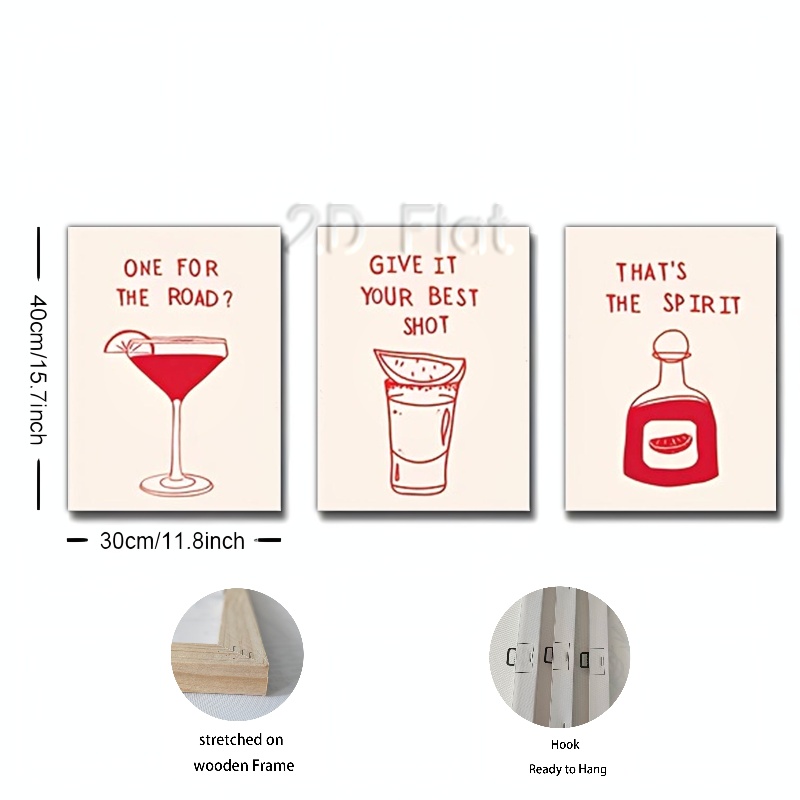 2D Flat
ONE FOR
THE ROAD?
GIVE IT
YOUR BEST
SHOT
THAT'S
THE SPIRIT
40cm/15.7inch
30cm/11.8inch
stretched on
wooden Frame
Hook
Ready to Hang